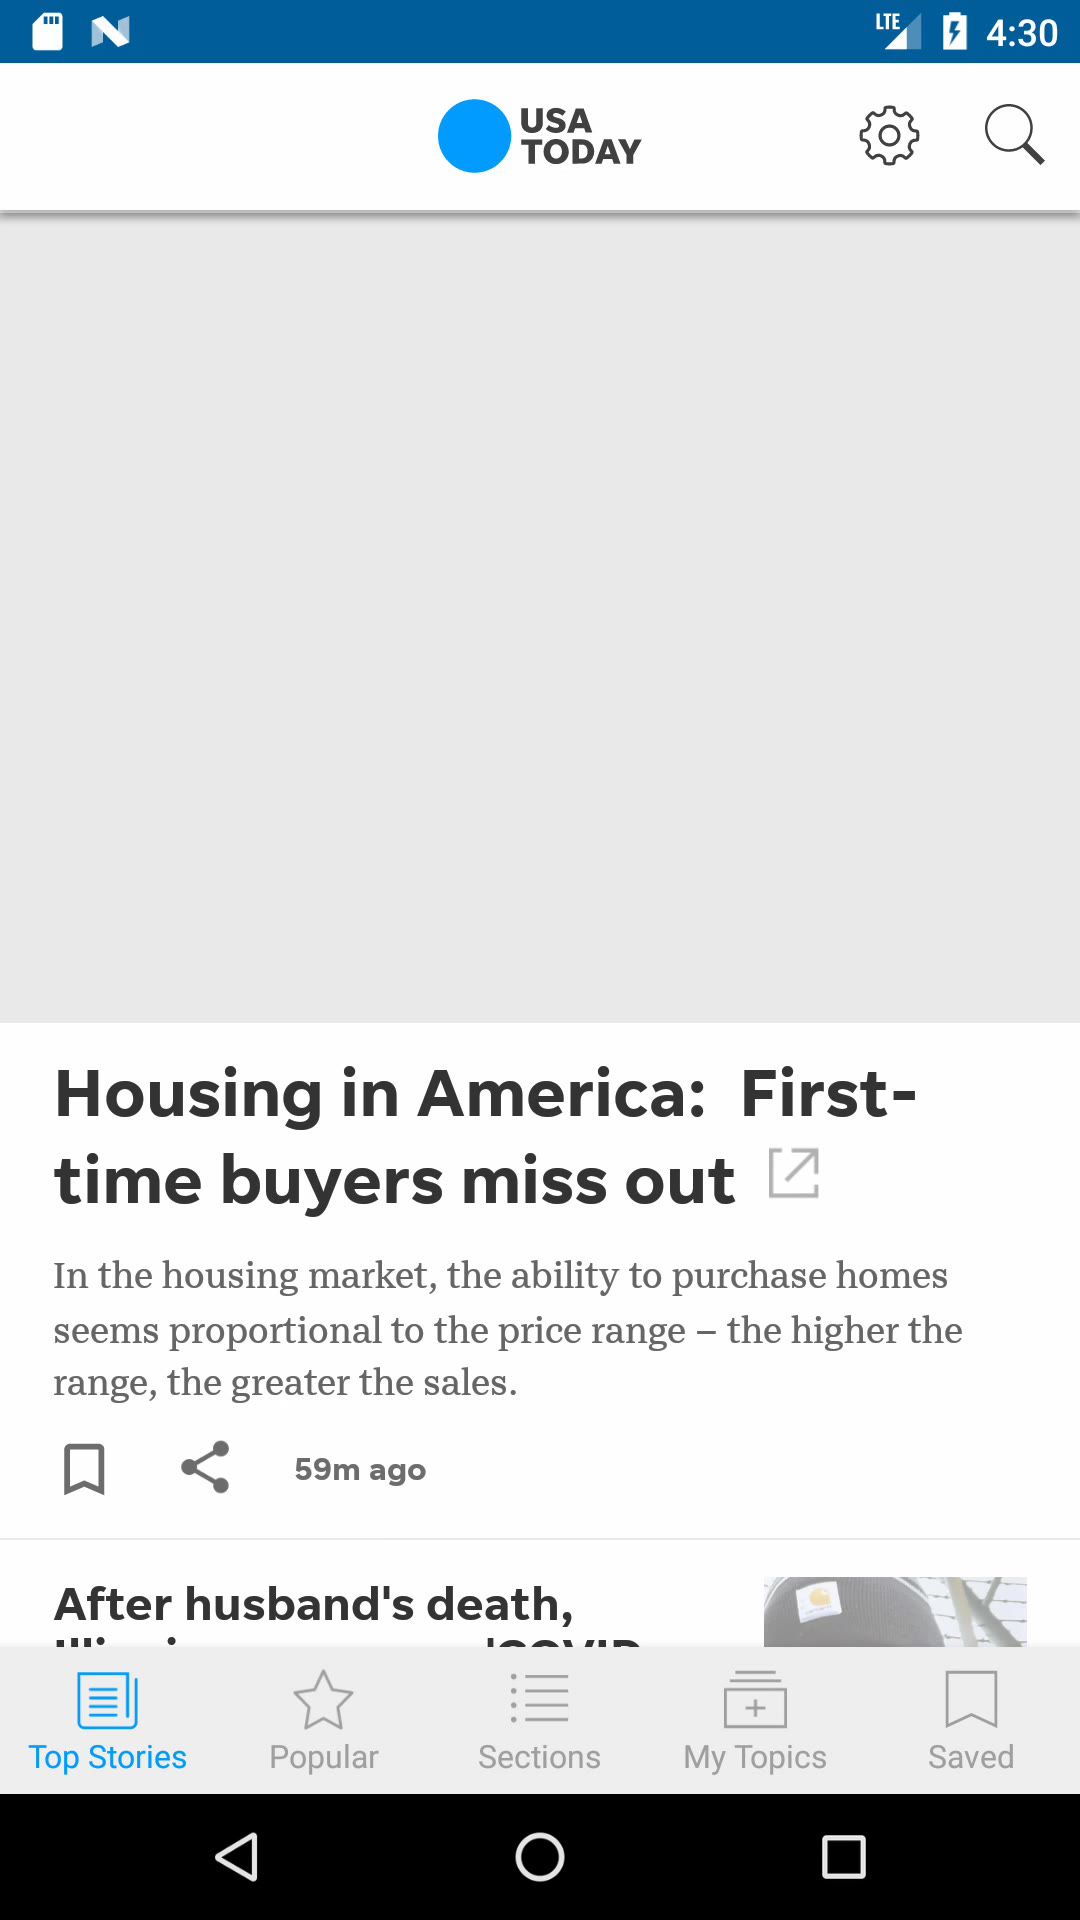 LTE 4:30
USA
TODAY
Housing in America: First-
time buyers miss out
In the housing market, the ability to purchase homes
seems proportional to the price range – the higher the
range, the greater the sales.
59m ago
After husband's death,
'COVID
Top Stories Popular Sections My Topics Saved